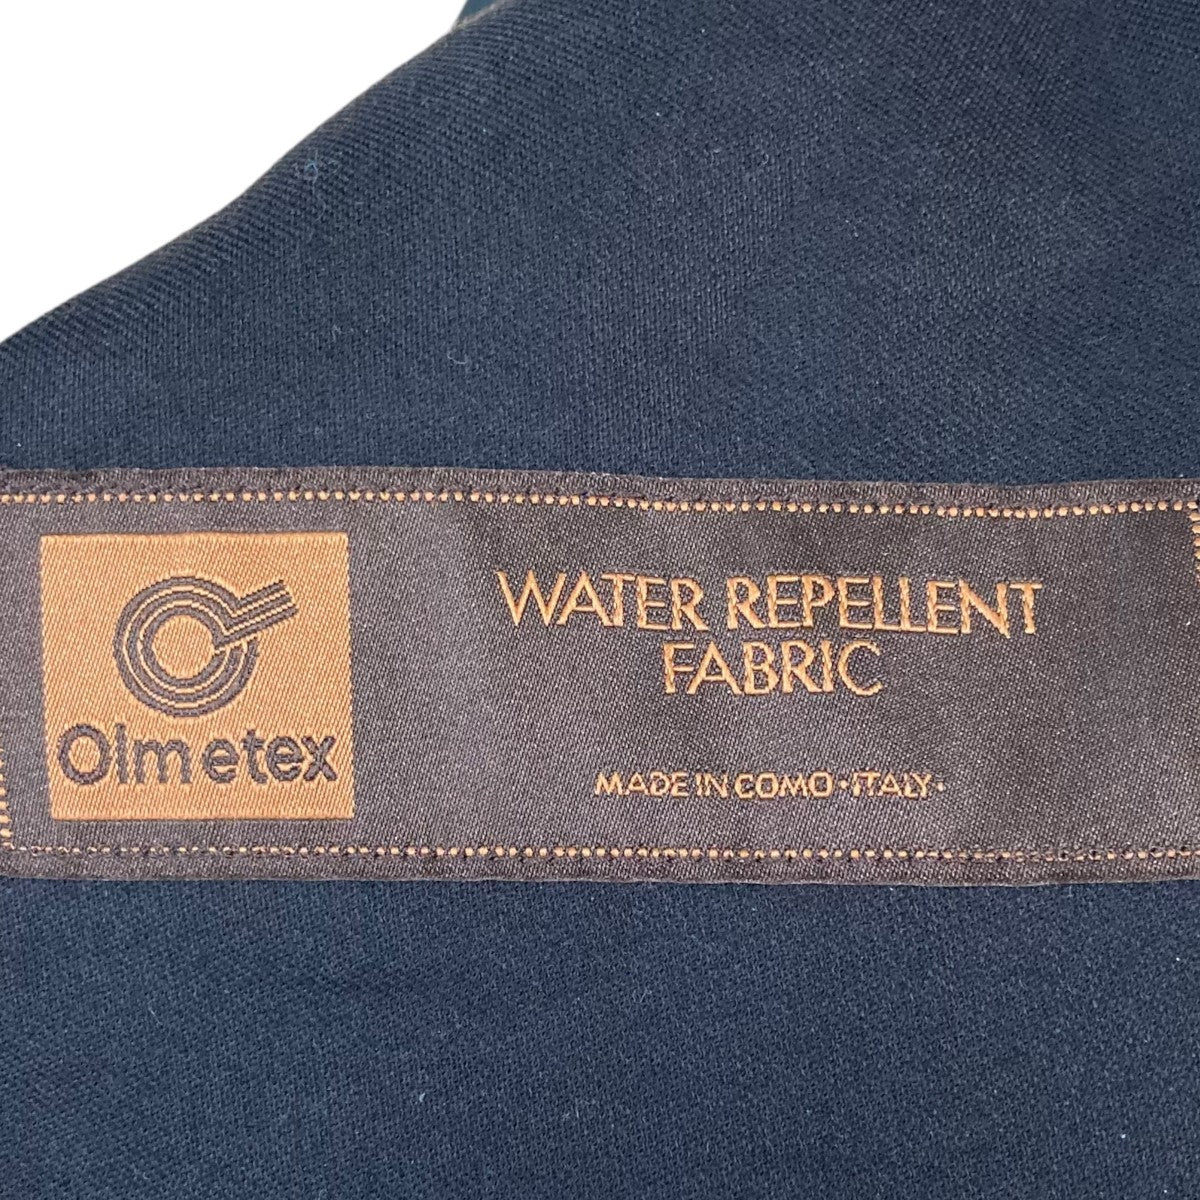 Olmetex
WATER REPELLENT
FABRIC
MADE IN COMO · ITALY ·